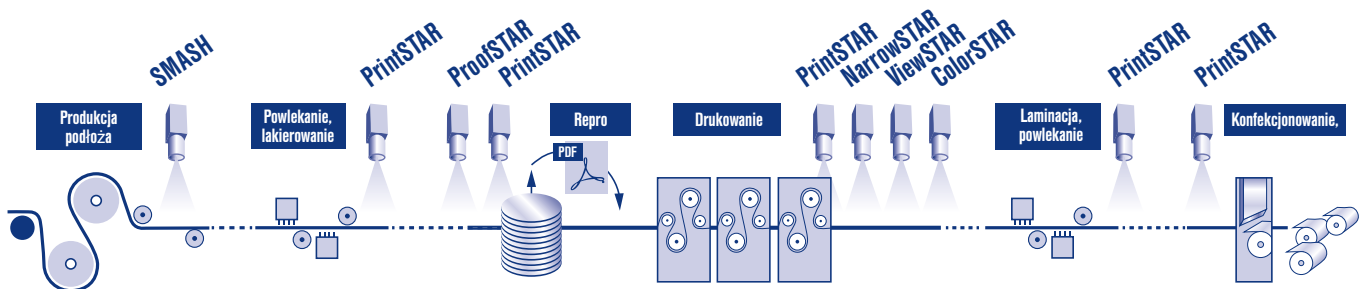 SMASH
PrintSTAR
ProofSTAR
PrintSTAR
PrintSTAR
NarrowSTAR
ViewSTAR
ColorSTAR
PrintSTAR
PrintSTAR
Produkcja
podłoża
Powlekanie,
lakierowanie
Repro
Drukowanie
Laminacja,
powlekanie
Konfekcjonowanie,
PDF